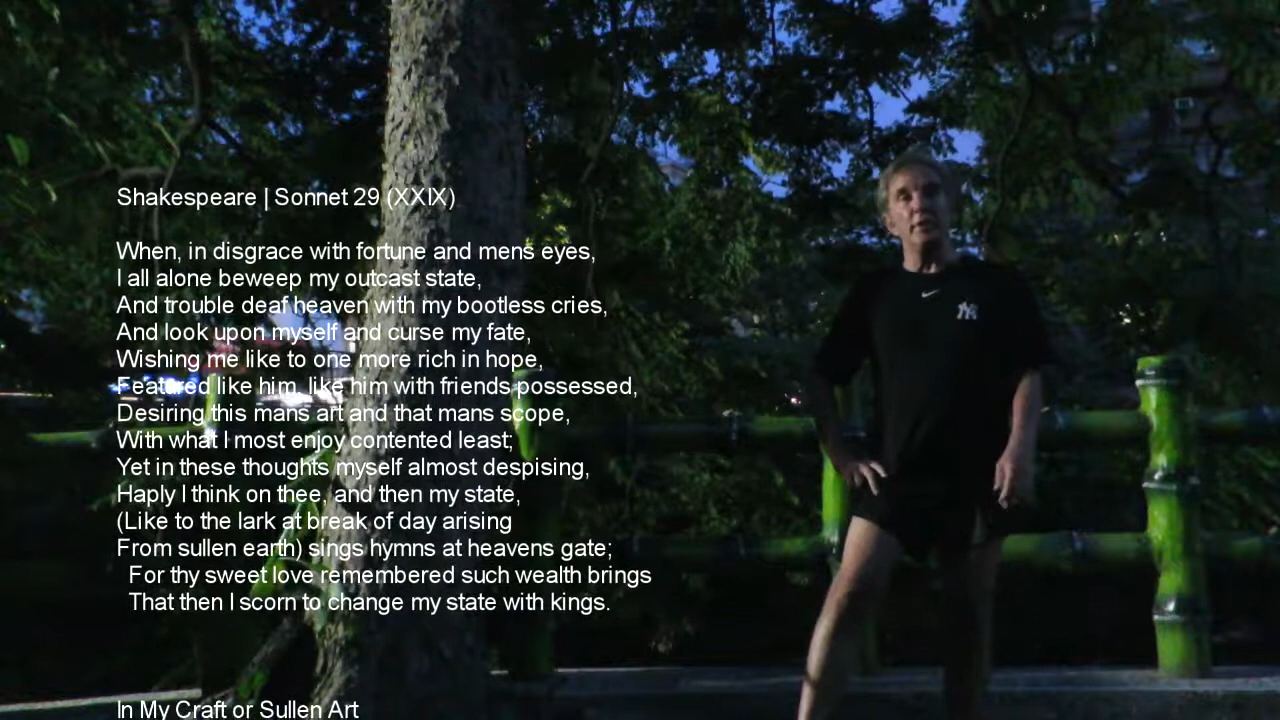 Shakespeare | Sonnet 29 (XXIX)
When, in disgrace with fortune and mens eyes,
I all alone beweep my outcast state,
And trouble deaf heaven with my bootless cries,
And look upon myself and curse my fate,
Wishing me like to one more rich in hope,
Featured like him, like him with friends possessed,
Desiring this mans art and that mans scope,
With what I most enjoy contented least;
Yet in these thoughts myself almost despising,
Haply I think on thee, and then my state,
(Like to the lark at break of day arising
From sullen earth) sings hymns at heavens gate;
For thy sweet love remembered such wealth brings
That then I scorn to change my state with kings.
In My Craft or Sullen Art
NY